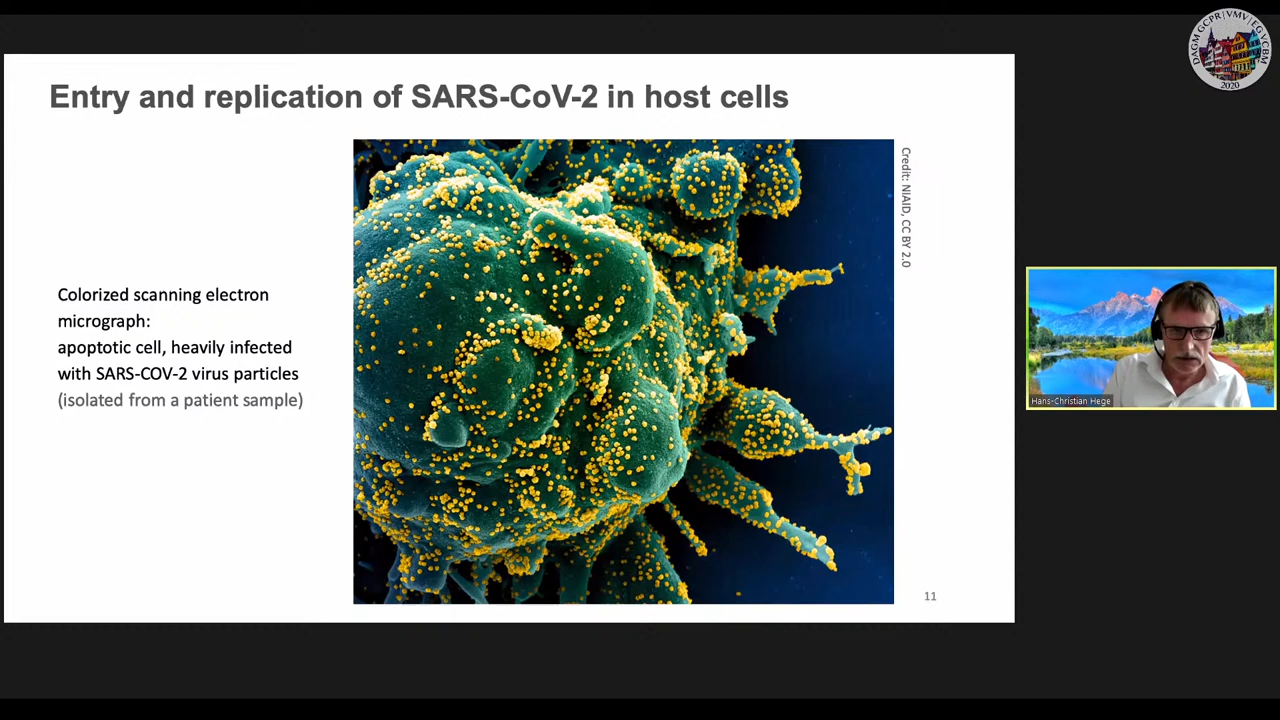 Entry and replication of SARS-CoV-2 in host cells
Colorized scanning electron
micrograph:
apoptotic cell, heavily infected
with SARS-COV-2 virus particles
(isolated from a patient sample)
Credit: NIAID, CC BY 2.0
11
DAGM GCPR | VMV | EG VCBM
2020
Hans-Christian Hege